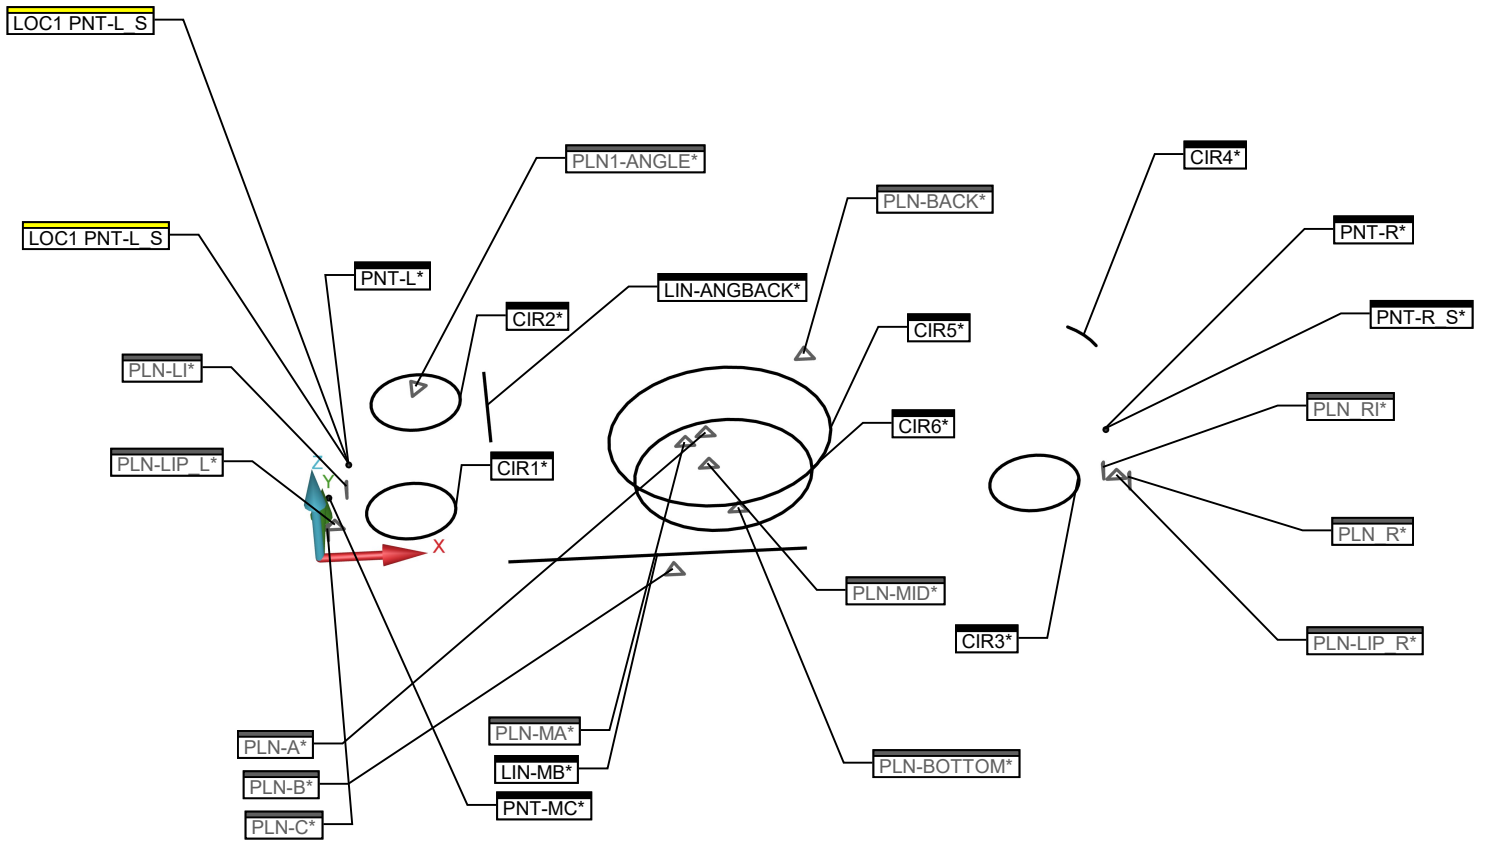 LOC1 PNT-L_S
PLN1-ANGLE*
CIR4*
PLN-BACK*
PNT-R*
LOC1 PNT-L_S
PNT-L*
LIN-ANGBACK*
CIR2*
CIR5*
PNT-R_S*
PLN-LI*
PLN_RI*
CIR6*
PLN-LIP_L*
Z
CIR1*
Y
PLN_R*
X
PLN-MID*
CIR3*
PLN-LIP_R*
PLN-MA*
PLN-A*
PLN-BOTTOM*
LIN-MB*
PLN-B*
PNT-MC*
PLN-C*